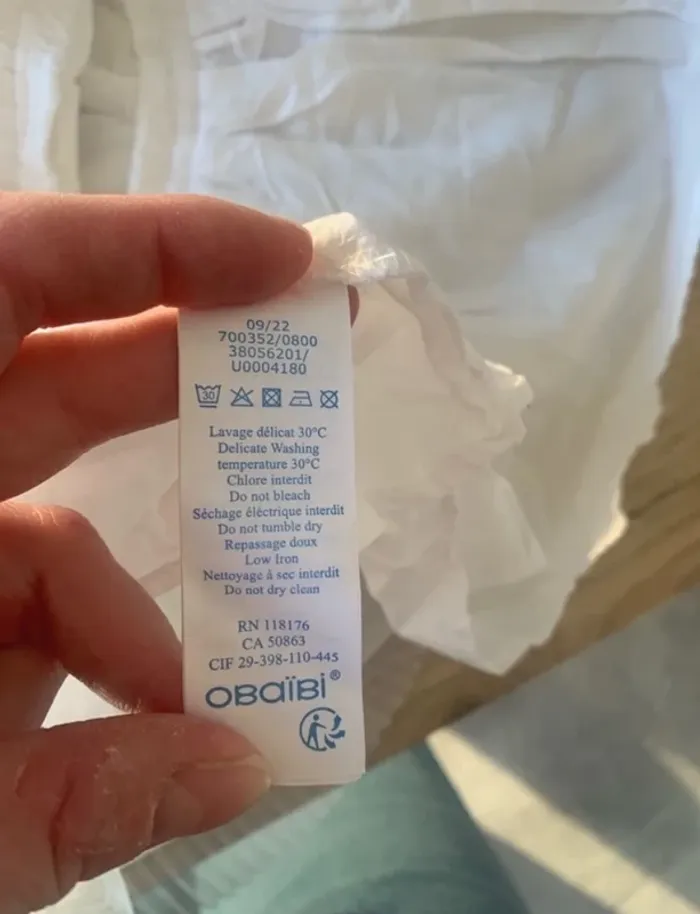 09/22
700352/0800
38056201/
U0004180
30
Lavage délicat 30°C
Delicate Washing
temperature 30°C
Chlore interdit
Do not bleach
Séchage éléctrique interdit
Do not tumble dry
Repassage doux
Low Iron
Nettoyage à sec interdit
Do not dry clean
RN 118176
CA 50863
CIF 29-398-110-445
OBaïBi®